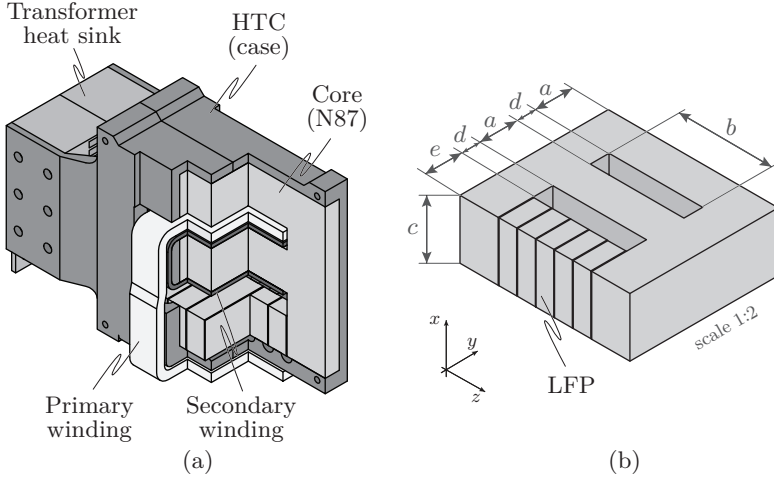 Transformer
heat sink
HTC
(case)
Core
(N87)
Primary
winding
Secondary
winding
(a)
a
d
a
d
e
b
c
x
y
z
LFP
scale 1:2
(b)